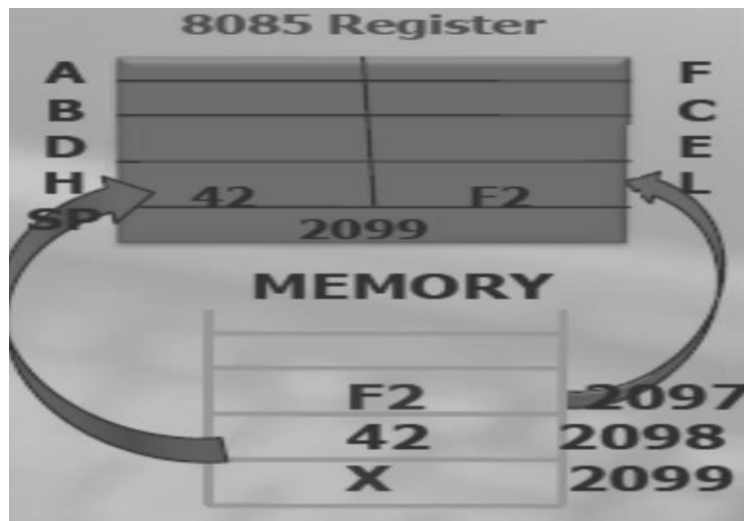 8085 Register
A F
B C
D E
H 42 F2 L
SP 2099
MEMORY
F2 2097
42 2098
X 2099